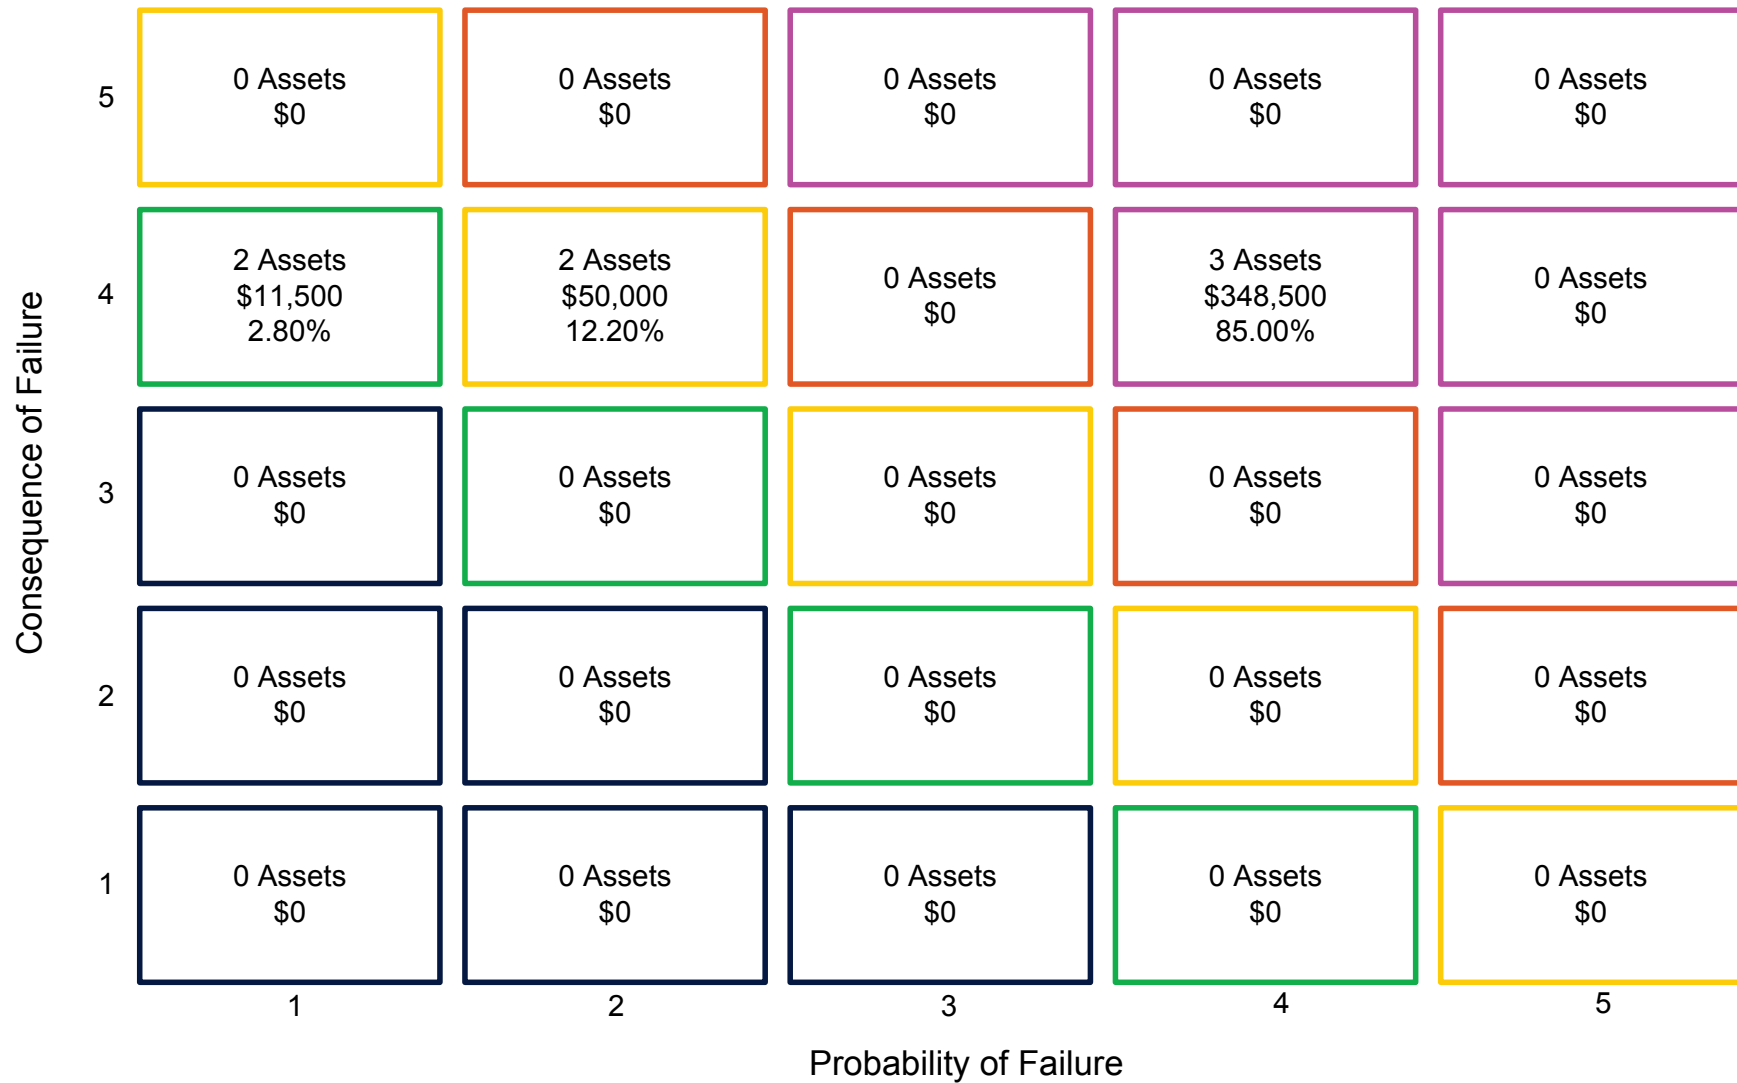 5
0 Assets
$0
0 Assets
$0
0 Assets
$0
0 Assets
$0
0 Assets
$0
4
2 Assets
$11,500
2.80%
2 Assets
$50,000
12.20%
0 Assets
$0
3 Assets
$348,500
85.00%
0 Assets
$0
Consequence of Failure
3
0 Assets
$0
0 Assets
$0
0 Assets
$0
0 Assets
$0
0 Assets
$0
2
0 Assets
$0
0 Assets
$0
0 Assets
$0
0 Assets
$0
0 Assets
$0
1
0 Assets
$0
0 Assets
$0
0 Assets
$0
0 Assets
$0
0 Assets
$0
1
2
3
4
5
Probability of Failure